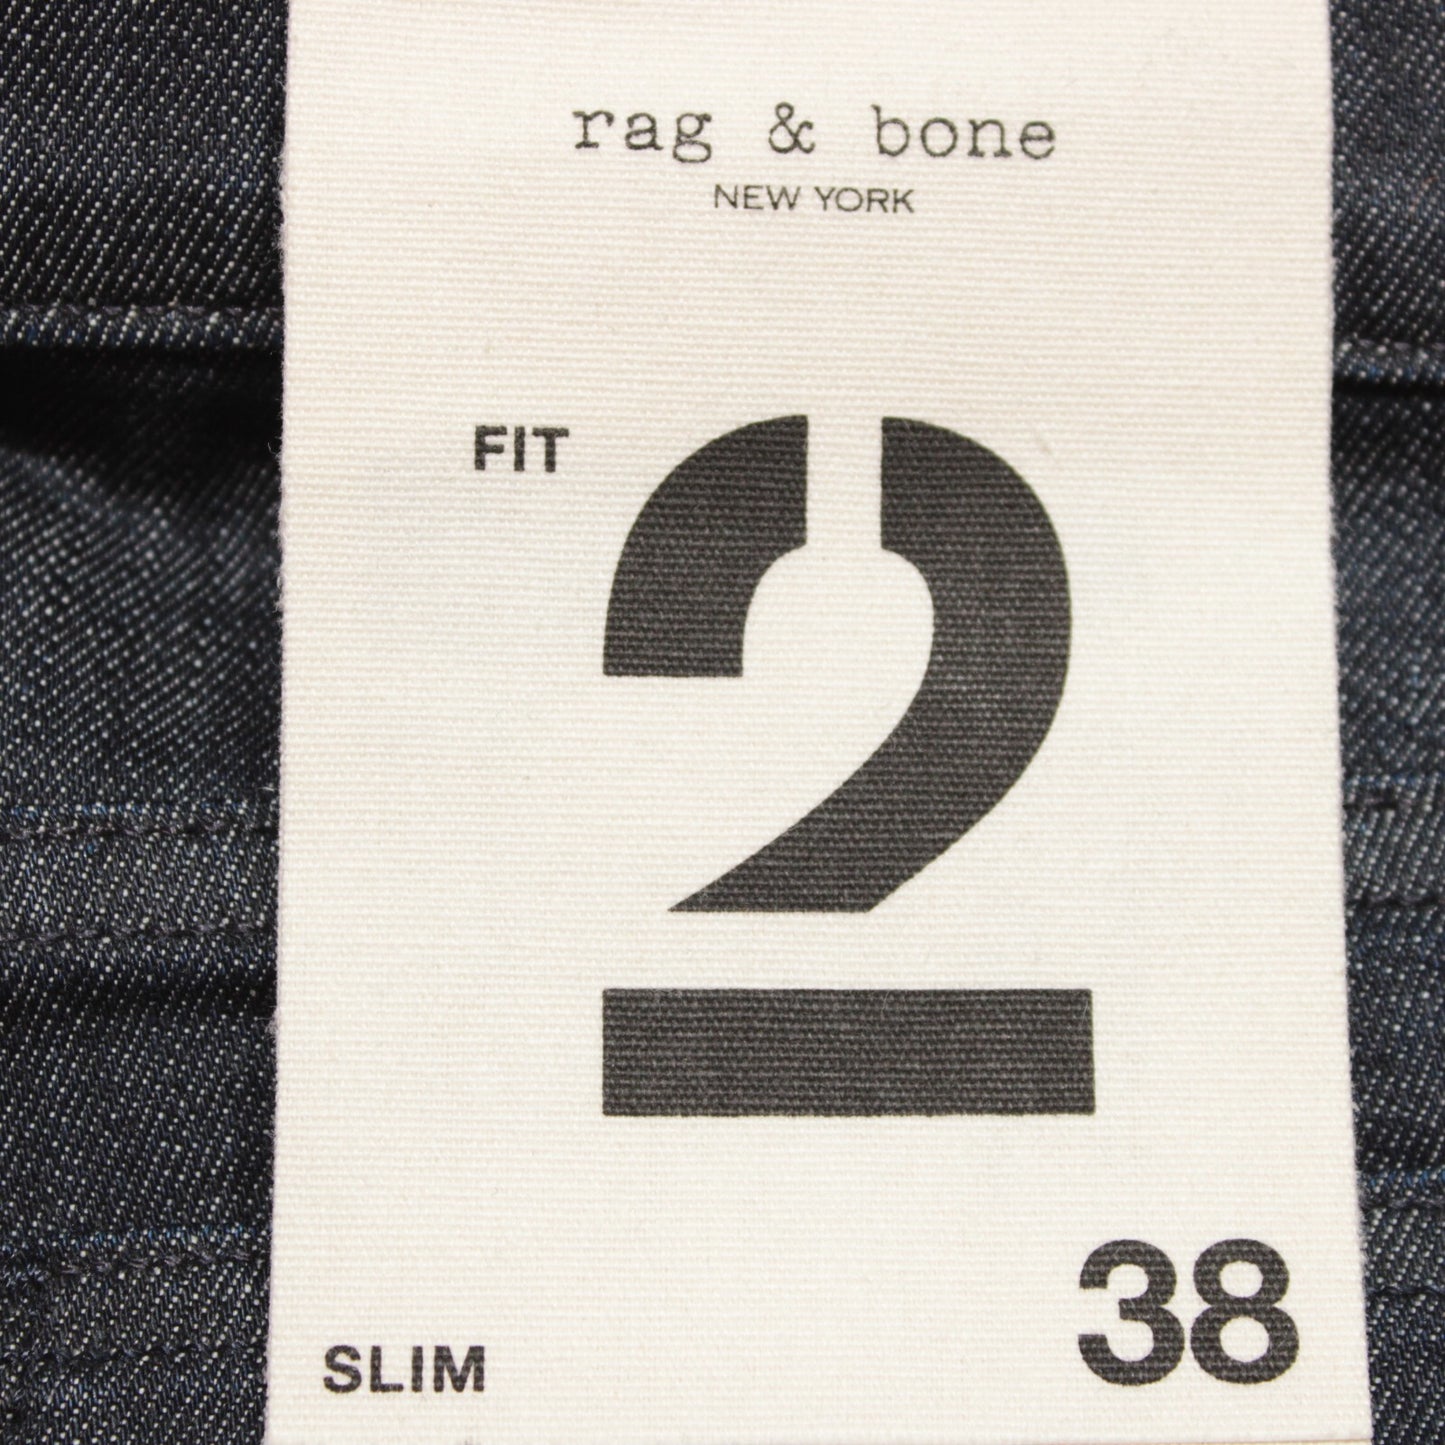 rag & bone
NEW YORK
FIT 2
38
SLIM